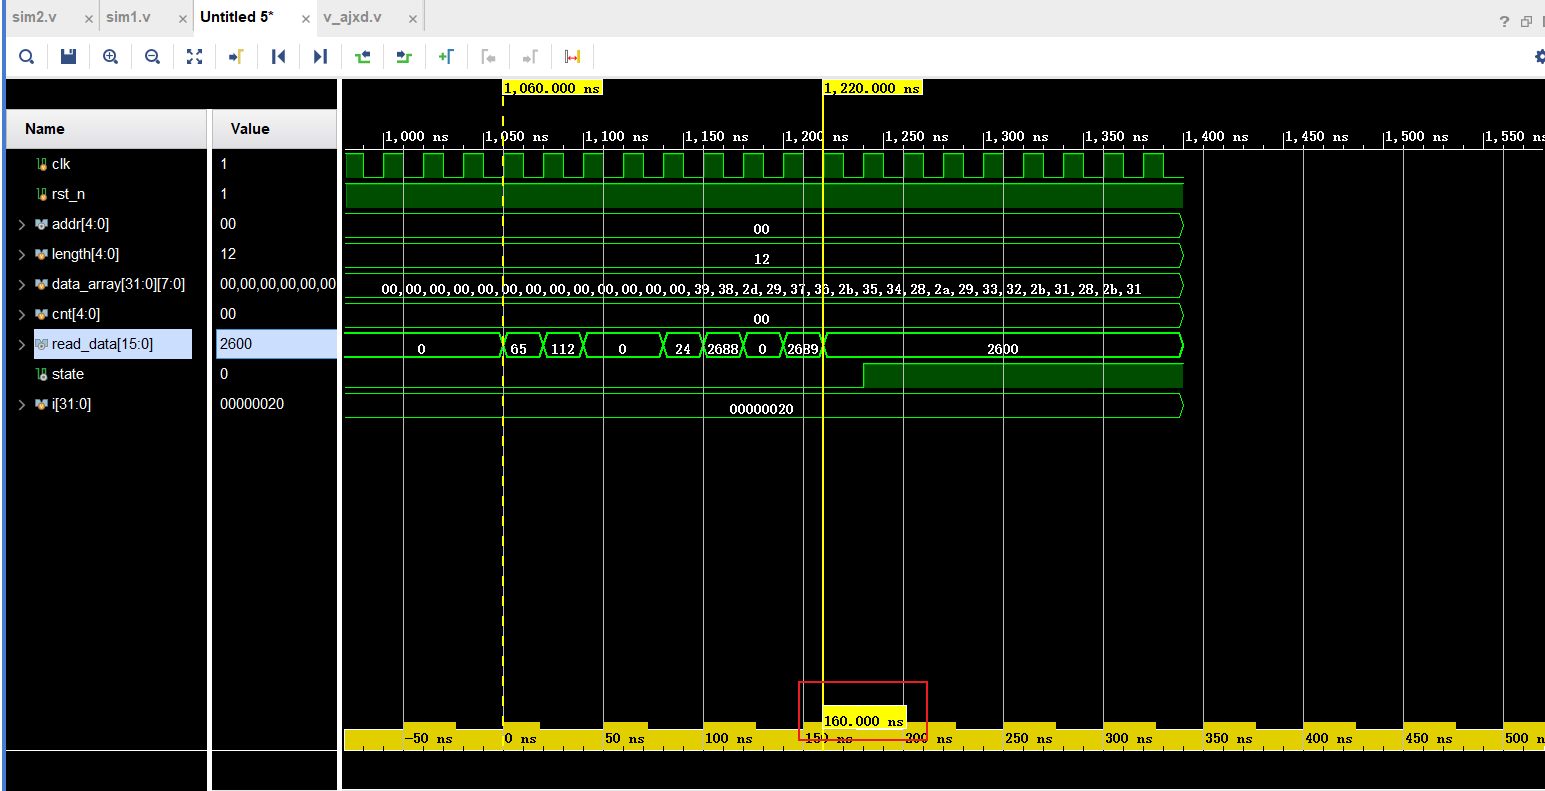 sim2.v × sim1.v × Untitled 5* × v_ajxd.v ×
?
1,060.000 ns 1,220.000 ns
Name Value
1,000 ns 1,050 ns 1,100 ns 1,150 ns 1,200 ns 1,250 ns 1,300 ns 1,350 ns 1,400 ns 1,450 ns 1,500 ns 1,550 ns
clk 1
rst_n 1
addr[4:0] 00 00
length[4:0] 12 12
data_array[31:0][7:0] 00,00,00,00,00,00 00,00,00,00,00,00,00,00,00,00,00,00,00,39,38,2d,29,37,36,2b,35,34,28,2a,29,33,32,2b,31,28,2b,31
cnt[4:0] 00 00
read_data[15:0] 2600 0 65 112 0 24 2688 0 2689 2600
state 0
i[31:0] 00000020 00000020
160.000 ns
-50 ns 0 ns 50 ns 100 ns 150 ns 200 ns 250 ns 300 ns 350 ns 400 ns 450 ns 500 n